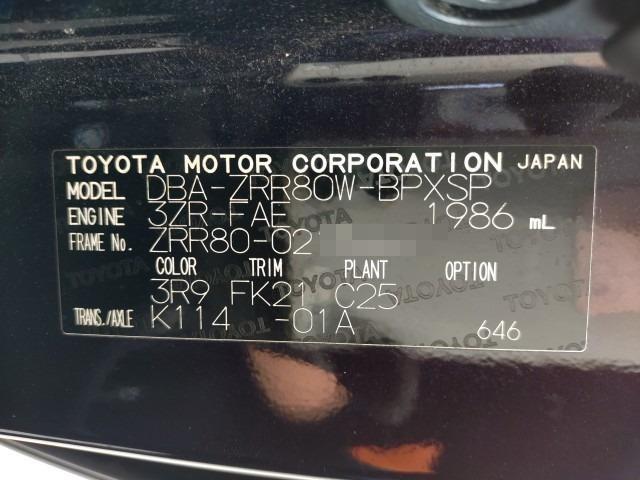 TOYOTA MOTOR CORPORATION JAPAN
MODEL DBA-ZRR80W-BPXSP
ENGINE 3ZR-FAE 1986 mL
FRAME No. ZRR80-02
COLOR TRIM PLANT OPTION
3R9 FK21 C25
TRANS./AXLE K114 -01A 646